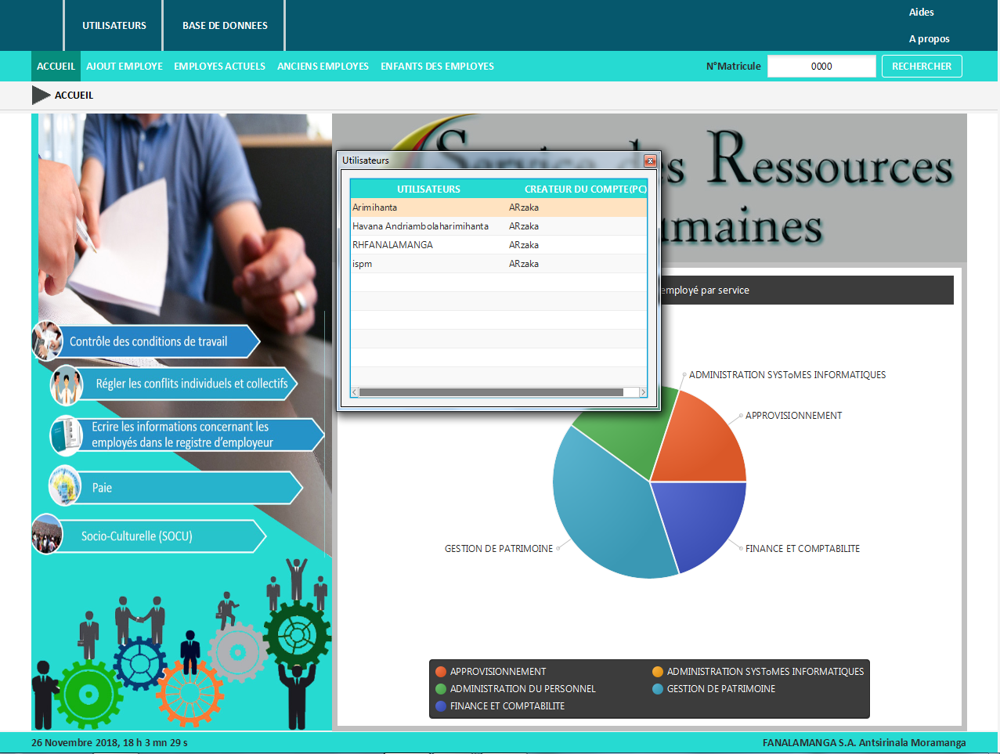 UTILISATEURS
BASE DE DONNEES
Aides
A propos
ACCUEIL
AJOUT EMPLOYE
EMPLOYES ACTUELS
ANCIENS EMPLOYES
ENFANTS DES EMPLOYES
N°Matricule
0000
RECHERCHER
ACCUEIL
Contrôle des conditions de travail
Régler les conflits individuels et collectifs
Ecrire les informations concernant les
employés dans le registre d'employeur
Paie
Socio-Culturelle (SOCU)
des Ressources
umaines
Utilisateurs
UTILISATEURS CREATEUR DU COMPTE(PC)
Arimihanta ARzaka
Havana Andriambolaharimihanta ARzaka
RHFANALAMANGA ARzaka
ispm ARzaka
employé par service
ADMINISTRATION SYSToMES INFORMATIQUES
APPROVISIONNEMENT
GESTION DE PATRIMOINE
FINANCE ET COMPTABILITE
APPROVISIONNEMENT
ADMINISTRATION SYSToMES INFORMATIQUES
ADMINISTRATION DU PERSONNEL
GESTION DE PATRIMOINE
FINANCE ET COMPTABILITE
26 Novembre 2018, 18 h 3 mn 29 s
FANALAMANGA S.A. Antsirinala Moramanga